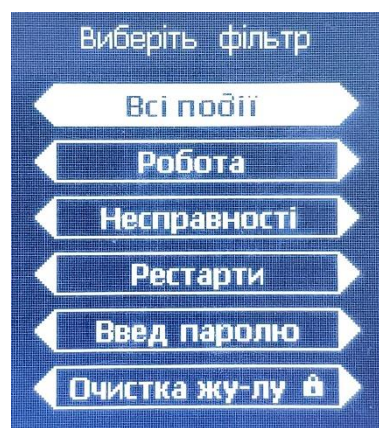 Виберіть фільтр
Всі події
Робота
Несправності
Рестарти
Введ паролю
Очистка жу-лу